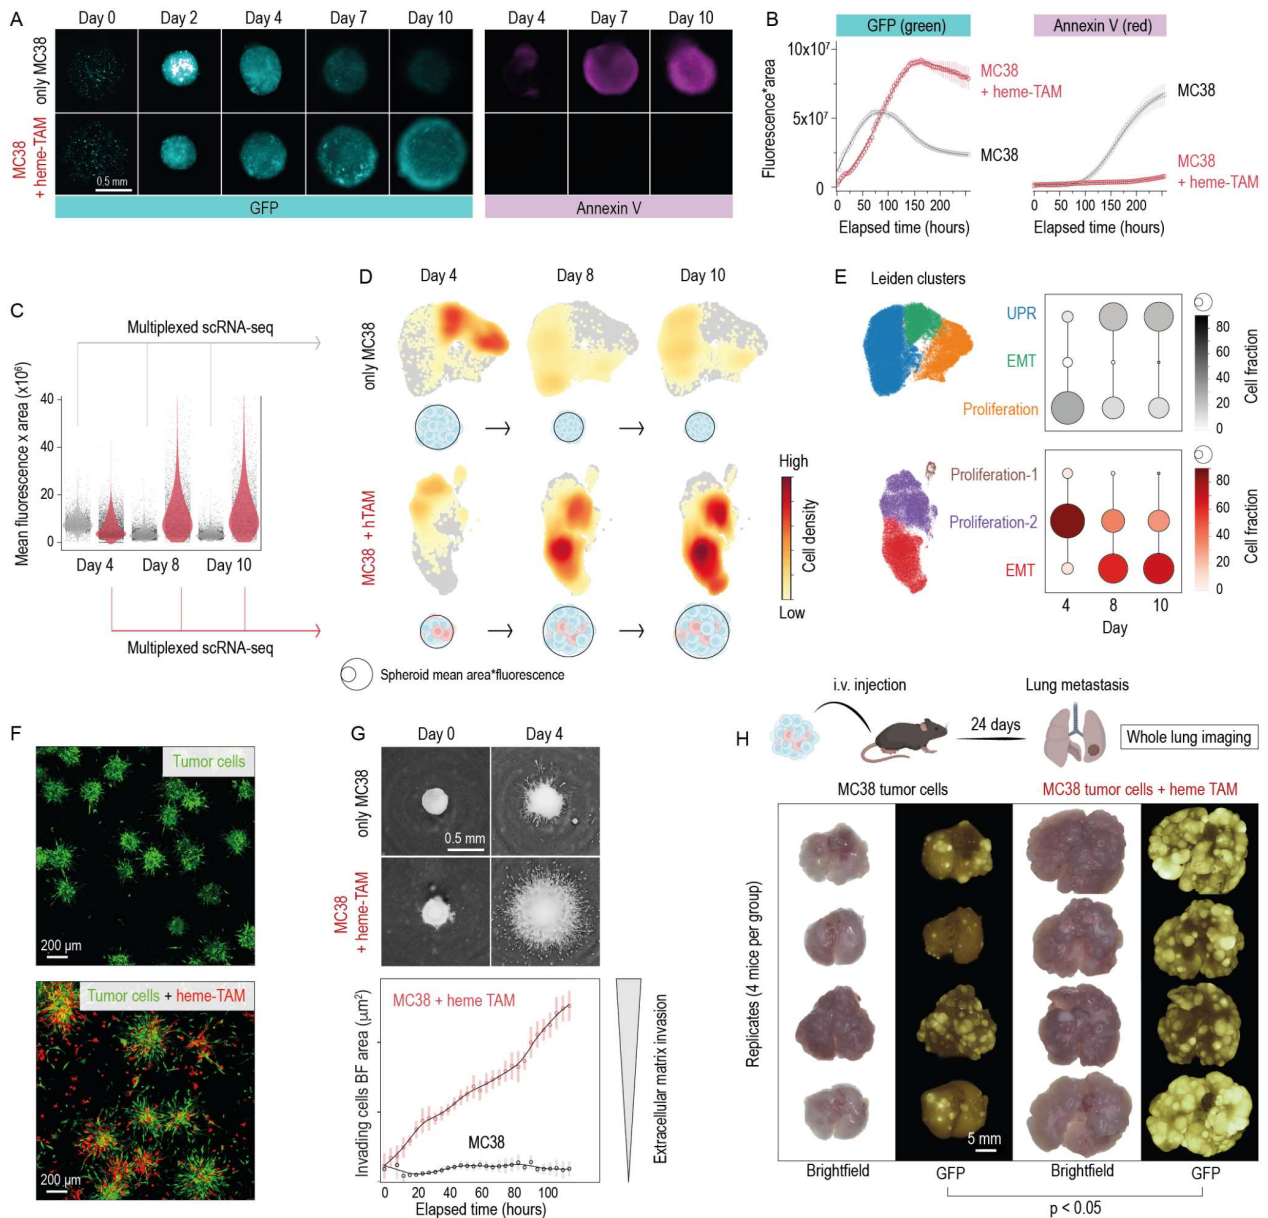 A
Day 0
Day 2
Day 4
Day 7
Day 10
Day 4
Day 7
Day 10
only MC38
MC38
+ heme-TAM
0.5 mm
GFP
Annexin V
B
GFP (green)
Annexin V (red)
Fluorescence*area
10x10⁷
5x10⁷
0
MC38
+ heme-TAM
MC38
MC38
MC38
+ heme-TAM
0 50 100 150 200
0 50 100 150 200
Elapsed time (hours)
Elapsed time (hours)
C
Multiplexed scRNA-seq
Mean fluorescence x area (x10⁶)
40
40
20
0
Day 4
Day 8
Day 10
Multiplexed scRNA-seq
D
Day 4
Day 8
Day 10
only MC38
MC38 + hTAM
High
Cell density
Low
Spheroid mean area*fluorescence
E
Leiden clusters
UPR
EMT
Proliferation
80
60
40
20
0
Cell fraction
Proliferation-1
Proliferation-2
EMT
80
60
40
20
0
Cell fraction
4 8 10
Day
F
Tumor cells
200 µm
Tumor cells + heme-TAM
200 µm
G
Day 0
Day 4
only MC38
0.5 mm
MC38
+ heme-TAM
MC38 + heme TAM
MC38
Invading cells BF area (µm²)
0 20 40 60 80 100
Elapsed time (hours)
Extracellular matrix invasion
H
i.v. injection
24 days
Lung metastasis
Whole lung imaging
MC38 tumor cells
MC38 tumor cells + heme TAM
Replicates (4 mice per group)
5 mm
Brightfield
GFP
Brightfield
GFP
p < 0.05